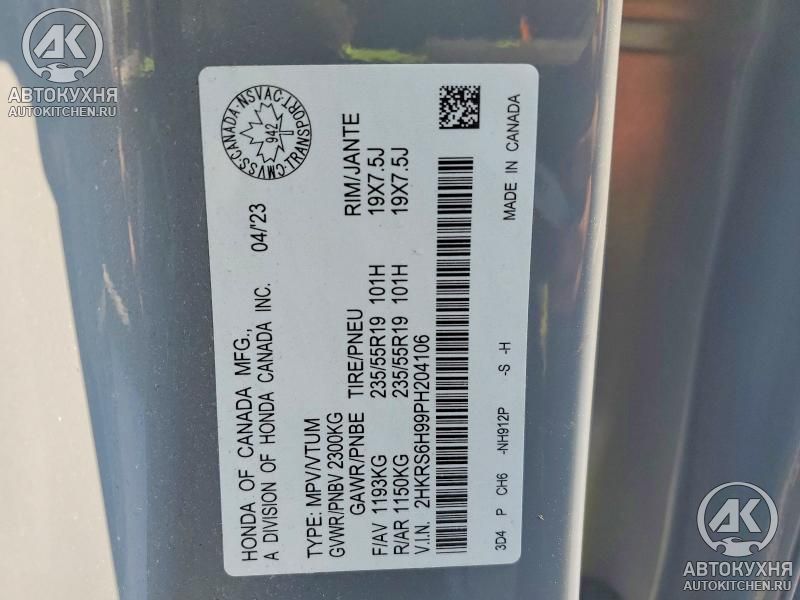 AK
АВТОКУХНЯ
AUTOKITCHEN.RU
HONDA OF CANADA MFG.,
A DIVISION OF HONDA CANADA INC.
04/'23
CANADA-NSVAC-TRANSPORT-CMVSS-
942
TYPE: MPV/VTUM
GVWR/PNBV 2300KG
GAWR/PNBE TIRE/PNEU RIM/JANTE
F/AV 1193KG 235/55R19 101H 19X7.5J
R/AR 1150KG 235/55R19 101H 19X7.5J
V.I.N. 2HKRS6H99PH204106
3D4 P CH6 -NH912P -S -H
MADE IN CANADA
AK
АВТОКУХНЯ
AUTOKITCHEN.RU